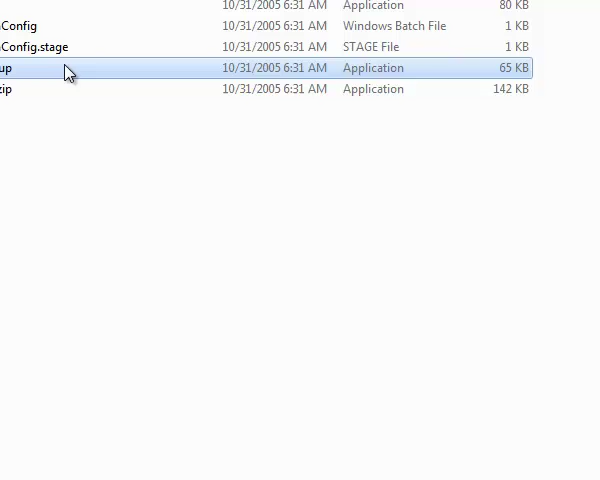 10/31/2005 6:31 AM Application 80 KB
Config 10/31/2005 6:31 AM Windows Batch File 1 KB
Config.stage 10/31/2005 6:31 AM STAGE File 1 KB
up 10/31/2005 6:31 AM Application 65 KB
zip 10/31/2005 6:31 AM Application 142 KB